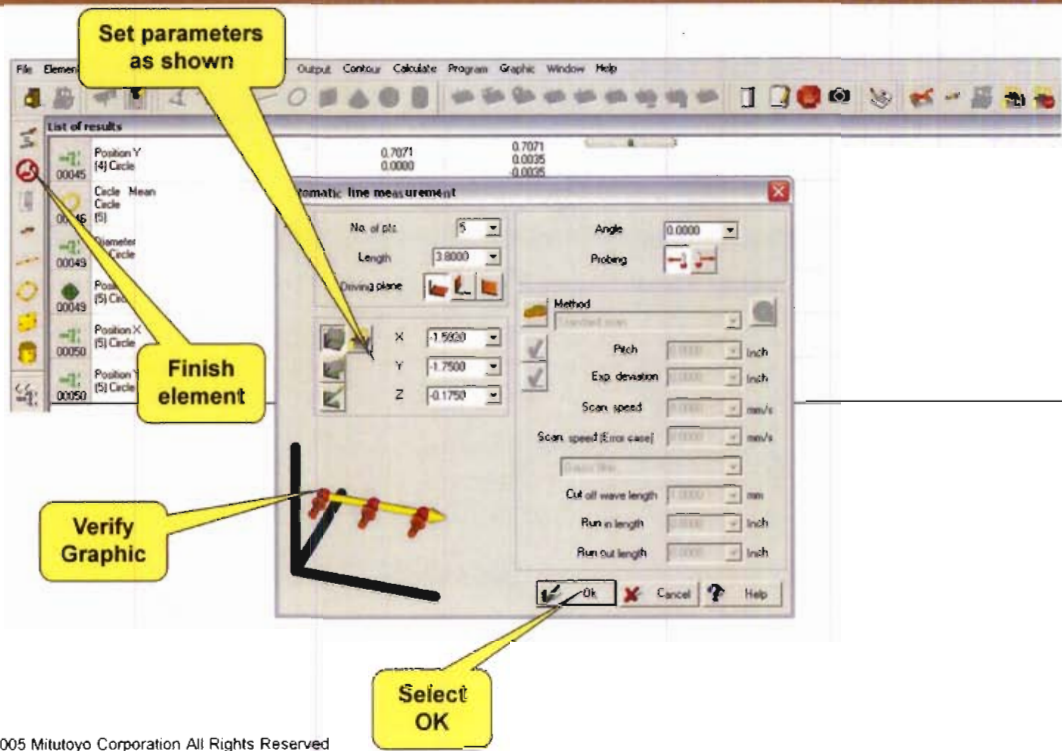 Set parameters
as shown
File Elemen Output Contour Calculate Program Graphic Window Help
List of results
00045 Position Y
[4] Circle
0.7071
0.0000
0.7071
0.0035
-0.0035
Circle Mean
Circle
[5]
00049 Diameter
Circle
00049
[5] Circ
00050 Position X
[5] Circle
00050 Position Y
[5] Circle
Finish
element
tomatic line measurement
No. of pts. 5
Length 3.8000
Driving plane
X -1.5920
Y -1.7500
Z -0.1750
Angle 0.0000
Probing
Method
Pitch Inch
Exp. deviation Inch
Scan. speed mm/s
Scan. speed [Error case] mm/s
Cut off wave length mm
Run in length Inch
Run out length Inch
Ok Cancel Help
Verify
Graphic
Select
OK
005 Mitutoyo Corporation All Rights Reserved